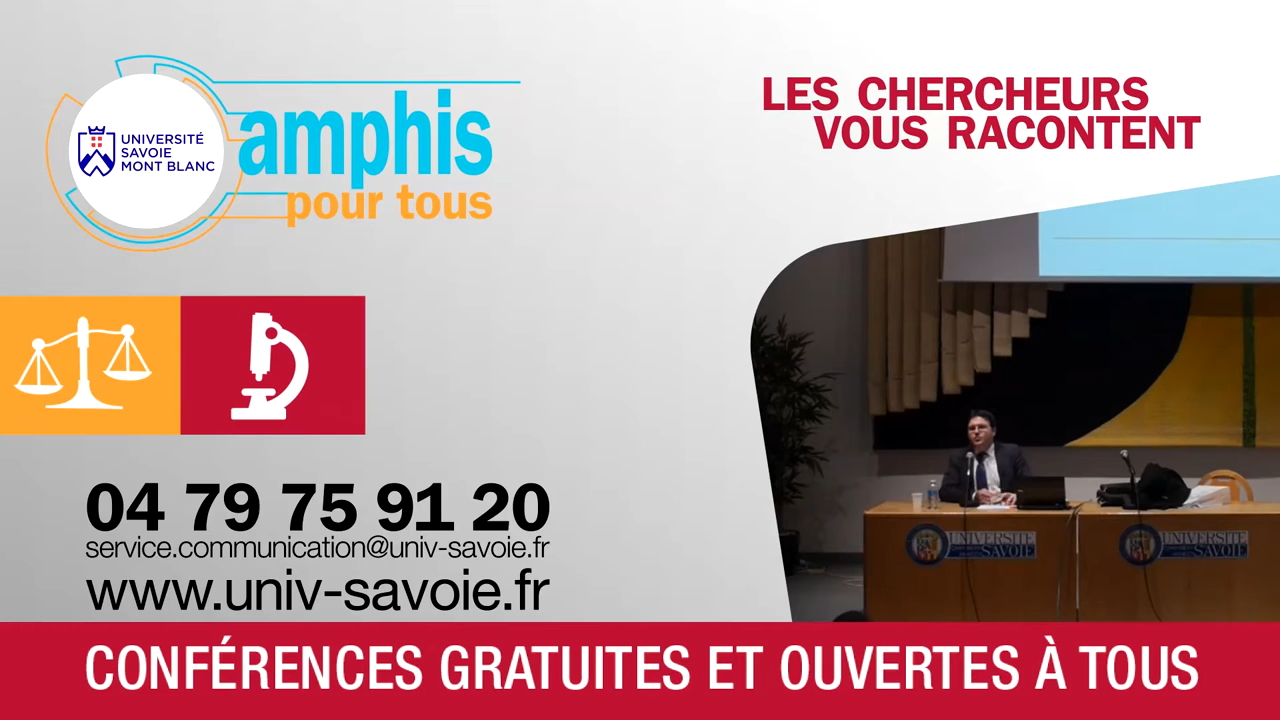 UNIVERSITÉ
SAVOIE
MONT BLANC
amphis
pour tous
LES CHERCHEURS
VOUS RACONTENT
04 79 75 91 20
service.communication@univ-savoie.fr
www.univ-savoie.fr
UNIVERSITE
SAVOIE
UNIVERSITE
SAVOIE
CONFÉRENCES GRATUITES ET OUVERTES À TOUS